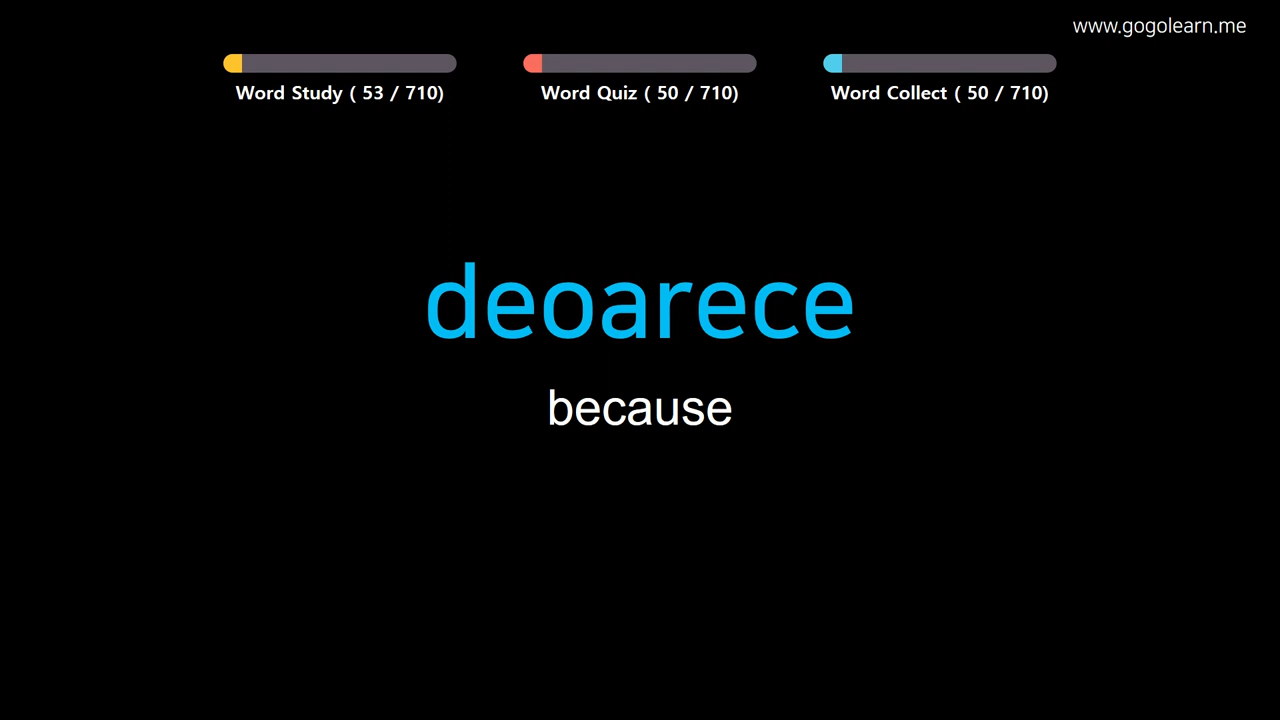 www.gogolearn.me
Word Study ( 53 / 710)
Word Quiz ( 50 / 710)
Word Collect ( 50 / 710)
deoarece
because